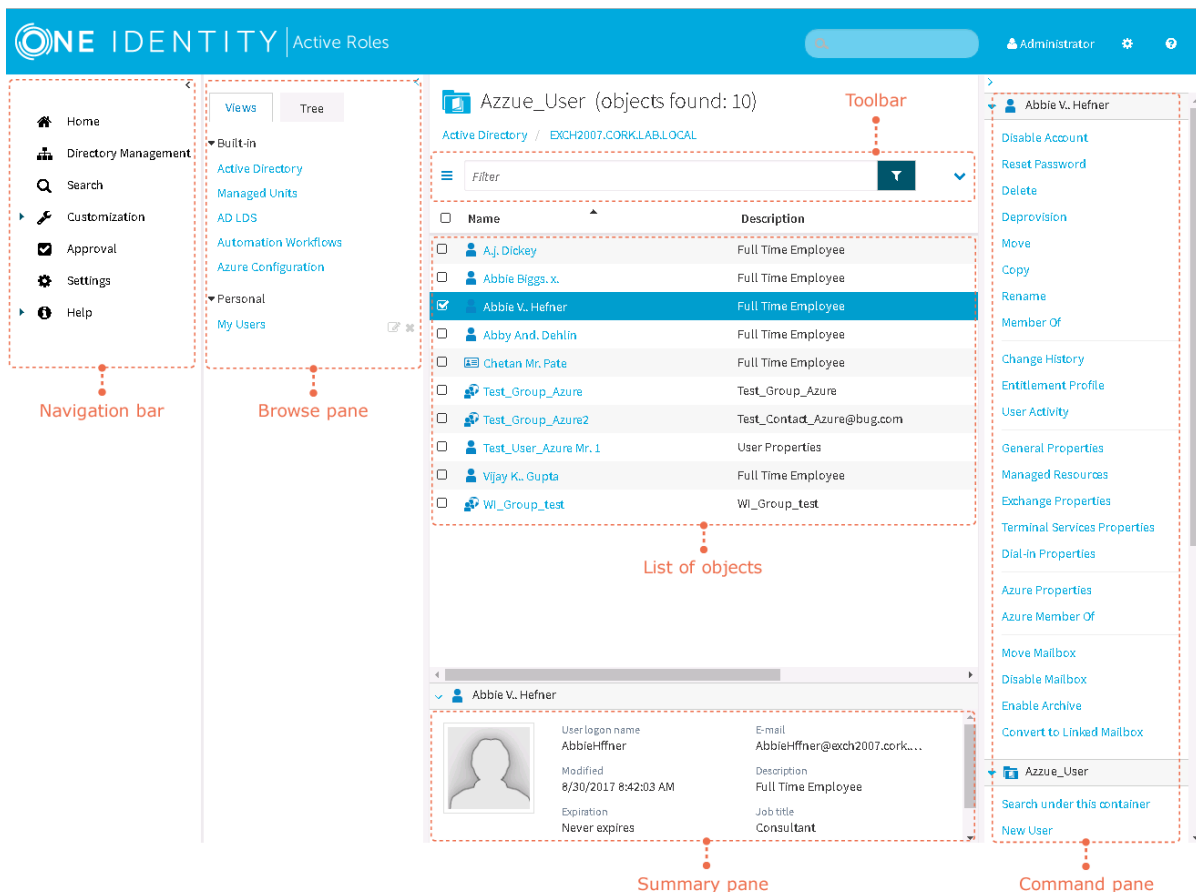 ONE IDENTITY Active Roles
Administrator
Home
Directory Management
Search
Customization
Approval
Settings
Help
Navigation bar
Views Tree
Built-in
Active Directory
Managed Units
AD LDS
Automation Workflows
Azure Configuration
Personal
My Users
Browse pane
Azzue_User (objects found: 10)
Toolbar
Active Directory / EXCH2007.CORK.LAB.LOCAL
Filter
Name Description
A.j. Dickey Full Time Employee
Abbie Biggs. x. Full Time Employee
Abbie V.. Hefner Full Time Employee
Abby And. Dehlin Full Time Employee
Chetan Mr. Pate Full Time Employee
Test_Group_Azure Test_Group_Azure
Test_Group_Azure2 Test_Contact_Azure@bug.com
Test_User_Azure Mr. 1 User Properties
Vijay K.. Gupta Full Time Employee
WI_Group_test WI_Group_test
List of objects
Abbie V.. Hefner
User logon name E-mail
AbbieHffner AbbieHffner@exch2007.cork....
Modified Description
8/30/2017 8:42:03 AM Full Time Employee
Expiration Job title
Never expires Consultant
Summary pane
Abbie V.. Hefner
Disable Account
Reset Password
Delete
Deprovision
Move
Copy
Rename
Member Of
Change History
Entitlement Profile
User Activity
General Properties
Managed Resources
Exchange Properties
Terminal Services Properties
Dial-in Properties
Azure Properties
Azure Member Of
Move Mailbox
Disable Mailbox
Enable Archive
Convert to Linked Mailbox
Azzue_User
Search under this container
New User
Command pane